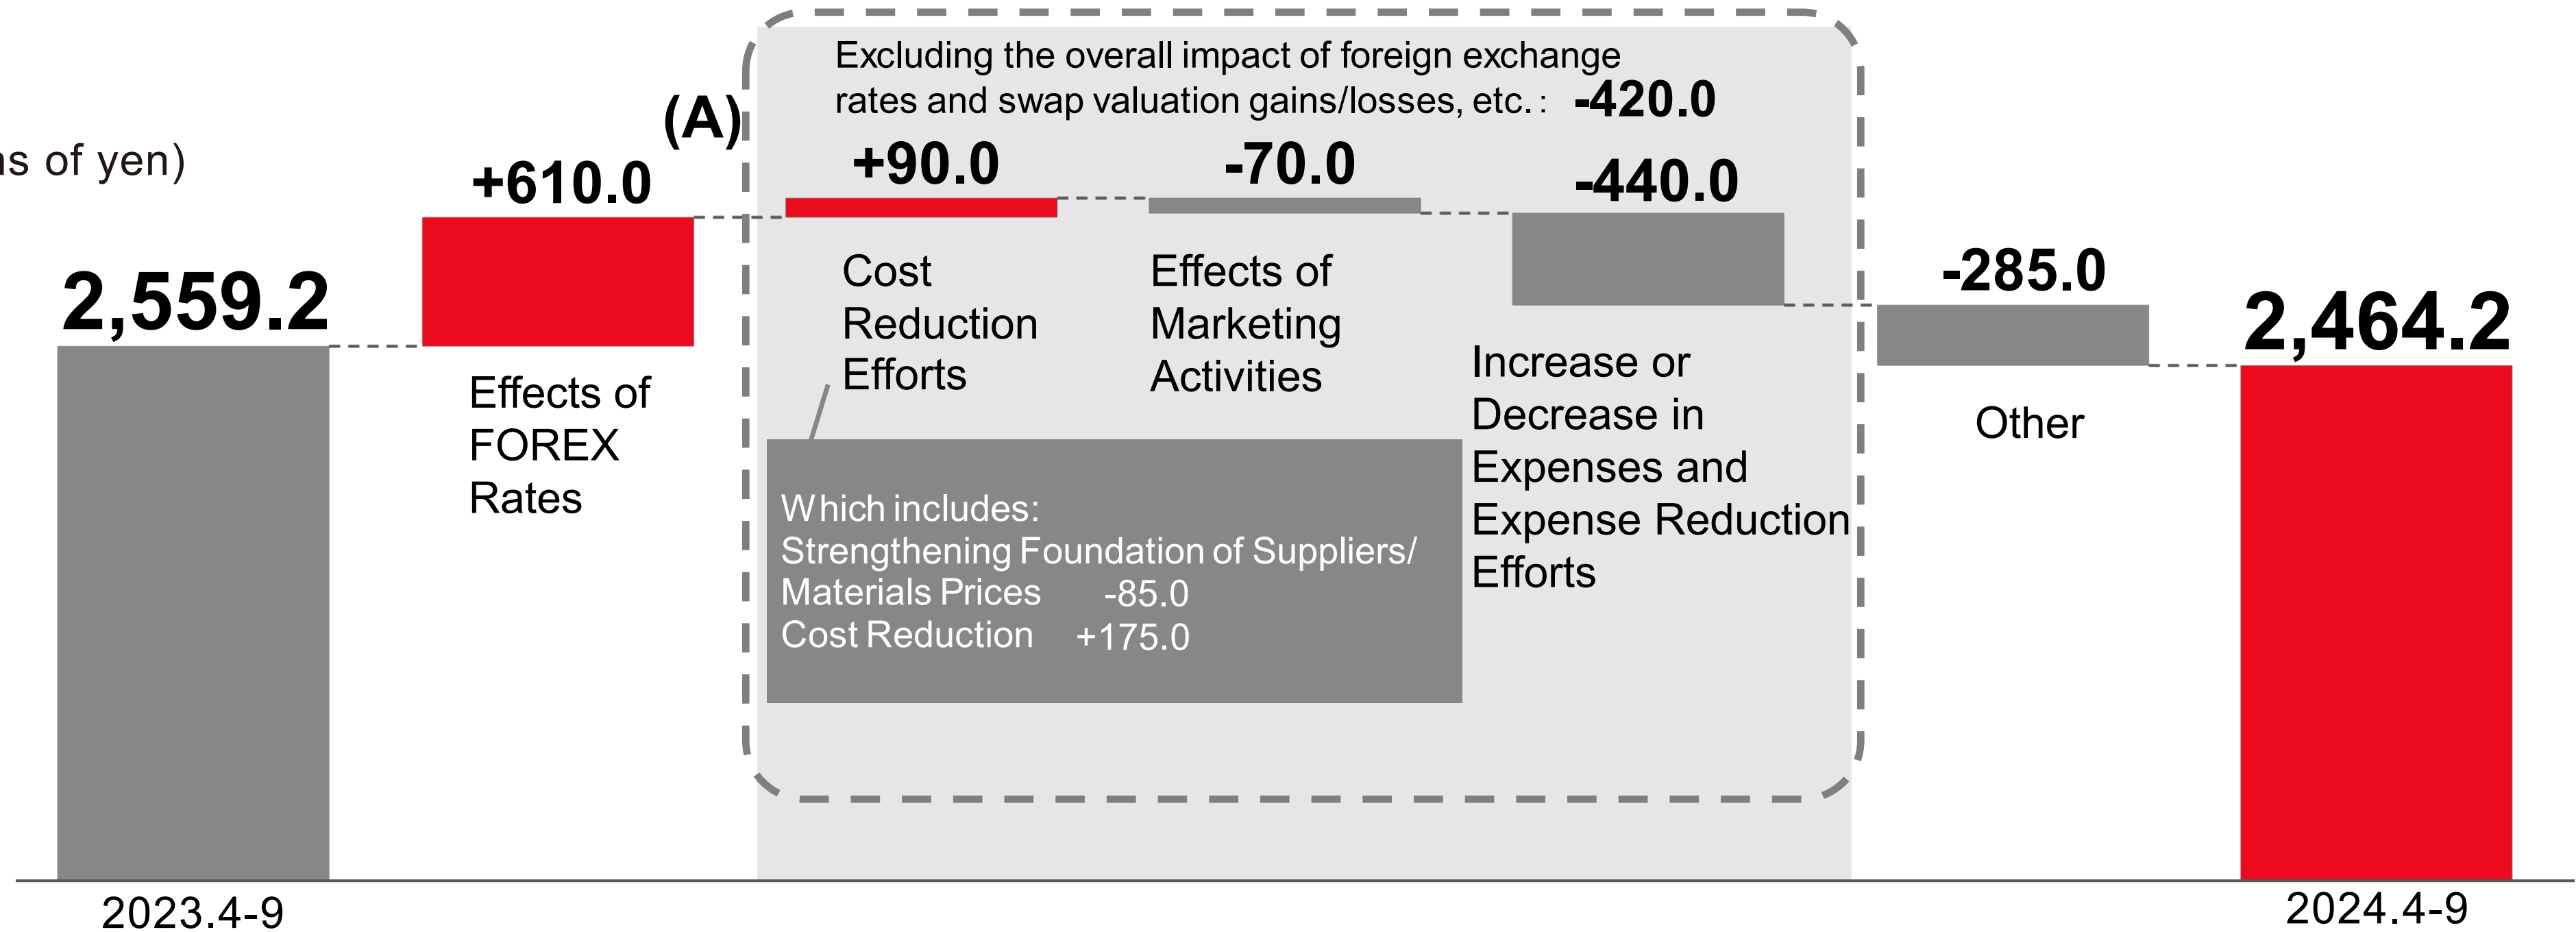 Excluding the overall impact of foreign exchange
rates and swap valuation gains/losses, etc. : -420.0
(A)
of yen)
+610.0
+90.0
-70.0
-440.0
2,559.2
-285.0
2,464.2
Effects of
FOREX
Rates
Cost
Reduction
Efforts
Effects of
Marketing
Activities
Increase or
Decrease in
Expenses and
Expense Reduction
Efforts
Other
Which includes:
Strengthening Foundation of Suppliers/
Materials Prices -85.0
Cost Reduction +175.0
2023.4-9
2024.4-9